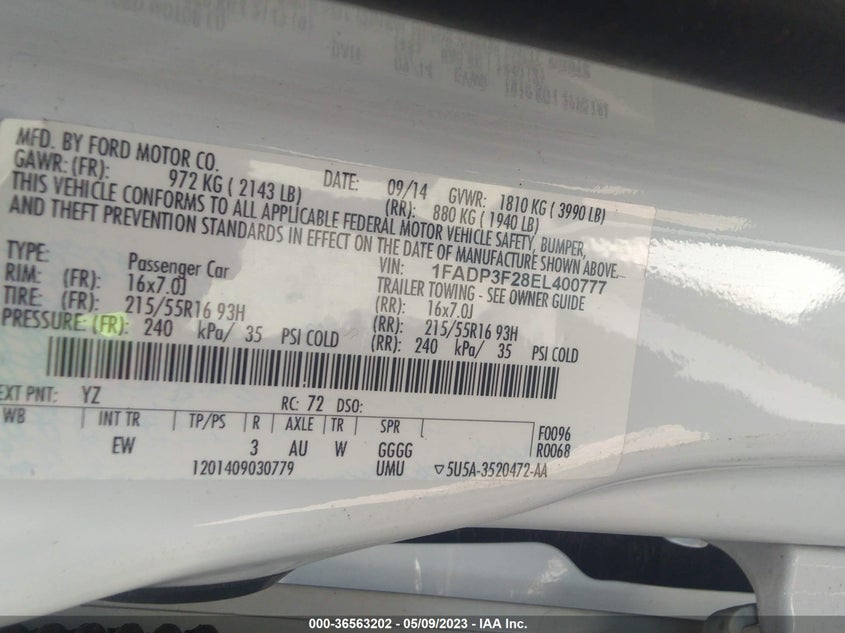 MFD. BY FORD MOTOR CO. DATE: 09/14 GVWR: 1810 KG ( 3990 LB)
GAWR: (FR): 972 KG ( 2143 LB) (RR): 880 KG ( 1940 LB)
THIS VEHICLE CONFORMS TO ALL APPLICABLE FEDERAL MOTOR VEHICLE SAFETY, BUMPER,
AND THEFT PREVENTION STANDARDS IN EFFECT ON THE DATE OF MANUFACTURE SHOWN ABOVE.
VIN: 1FADP3F28EL400777
TYPE: Passenger Car TRAILER TOWING - SEE OWNER GUIDE
RIM: (FR): 16x7.0J (RR): 16x7.0J
TIRE: (FR): 215/55R16 93H (RR): 215/55R16 93H
PRESSURE: (FR): 240 kPa/ 35 PSI COLD (RR): 240 kPa/ 35 PSI COLD
EXT PNT: YZ RC: 72 DSO:
WB INT TR TP/PS R AXLE TR SPR F0096
EW 3 AU W GGGG R0068
1201409030779 UMU ▽5U5A-3520472-AA
000-36563202 - 05/09/2023 - IAA Inc.